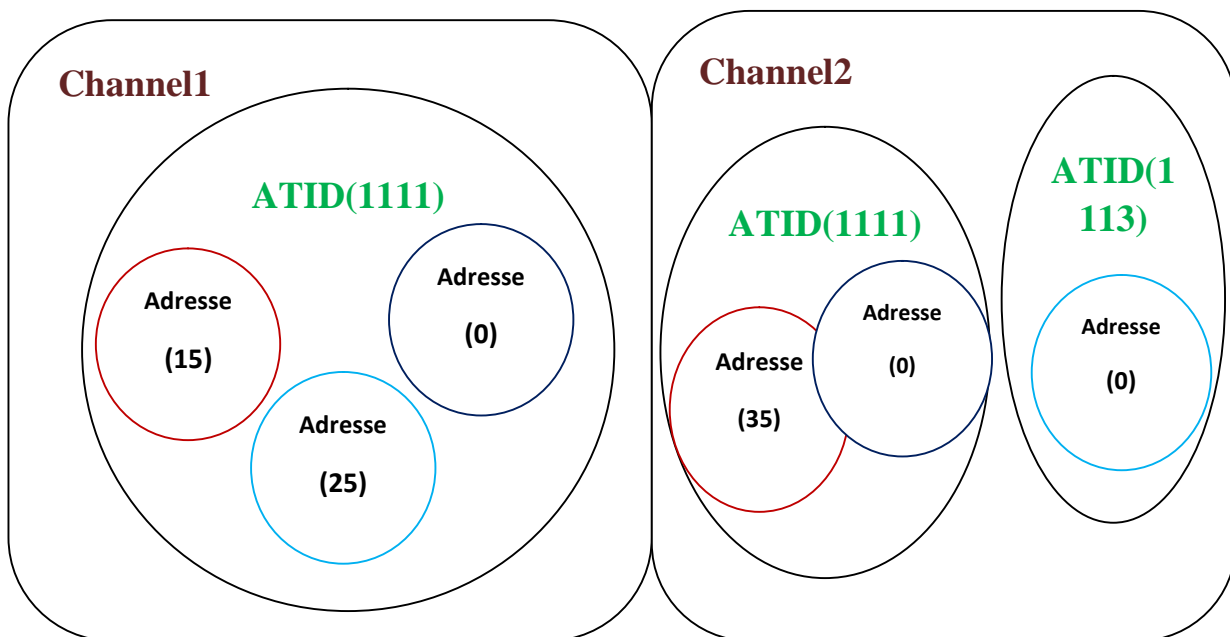 Channel1
ATID(1111)
Adresse
(15)
Adresse
(25)
Adresse
(0)
Channel2
ATID(1111)
Adresse
(35)
Adresse
(0)
ATID(1
113)
Adresse
(0)